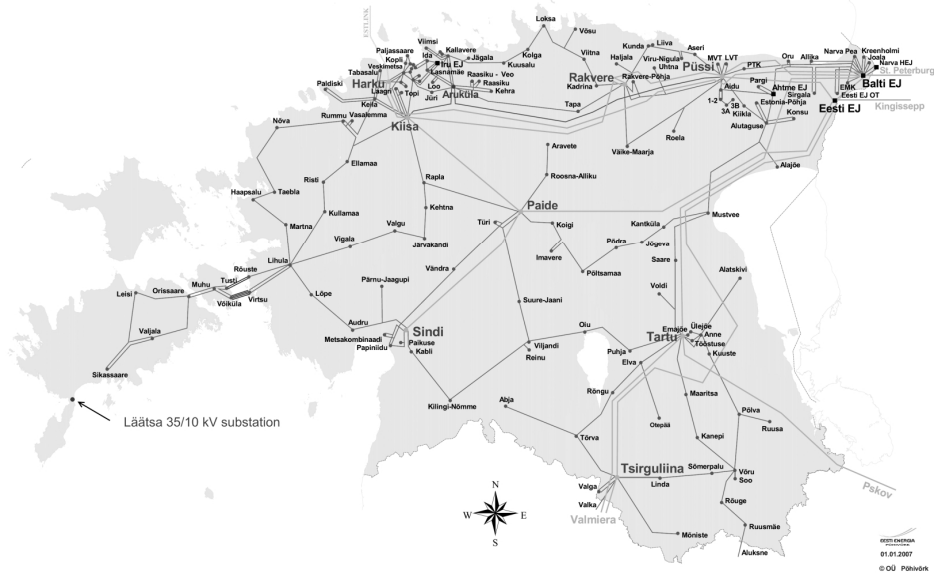 ESTLINK
Loksa
Võsu
Viimsi
Kallavere
Paljassaare
Kopli
Ida
Iru EJ
Jägala
Kolga
Kuusalu
Viitna
Kunda
Liiva
Haljala
Viru-Nigula
Uhtna
Aseri
Püssi
MVT
LVT
PTK
Oru
Allika
Narva Pea
Kreenholmi
Joala
Narva HEJ
St. Peterburg
Balti EJ
Veskimetsa
Tabasalu
Harku
Lasnamäe
Raasiku - Veo
Raasiku
Kehra
Aruküla
Loo
Jüri
Laagri
Topi
Keila
Paldiski
Rakvere
Kadrina
Rakvere-Põhja
Aidu
Pargi
Ahtme EJ
Sirgala
EMK
Eesti EJ OT
Eesti EJ
Kingissepp
1-2
3A
3B
Kiikla
Estonia-Põhja
Konsu
Alutaguse
Tapa
Roela
Väike-Maarja
Rummu
Vasalemma
Kiisa
Nõva
Ellamaa
Aravete
Roosna-Alliku
Alajõe
Risti
Rapla
Haapsalu
Taebla
Kullamaa
Kehtna
Paide
Martna
Valgu
Järvakandi
Türi
Koigi
Kantküla
Mustvee
Vigala
Imavere
Põdra
Jõgeva
Saare
Lihula
Rõuste
Tusti
Muhu
Orissaare
Leisi
Võiküla
Virtsu
Vändra
Põltsamaa
Alatskivi
Pärnu-Jaagupi
Lõpe
Suure-Jaani
Voldi
Valjala
Audru
Sindi
Metsakombinaadi
Paikuse
Papiniidu
Kabli
Oiu
Emajõe
Ülejõe
Anne
Tööstuse
Tartu
Kuuste
Viljandi
Reinu
Puhja
Elva
Sikassaare
Läätsa 35/10 kV substation
Kilingi-Nõmme
Abja
Rõngu
Maaritsa
Otepää
Põlva
Ruusa
Tõrva
Kanepi
Tsirguliina
Sõmerpalu
Võru
Soo
Valga
Valka
Linda
Valmiera
Rõuge
Pskov
Mõniste
Ruusmäe
Aluksne
N
W
E
S
EESTI ENERGIA
PÕHIVÕRK
01.01.2007
© OÜ Põhivõrk